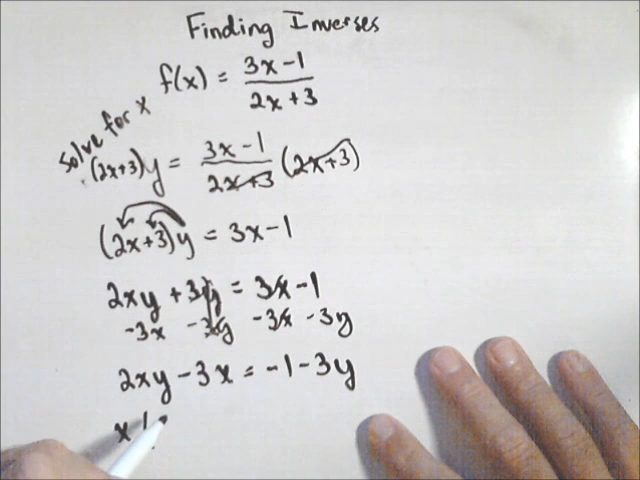 Finding Inverses
f(x) = 3x-1 / 2x+3
Solve for x
(2x+3)y = 3x-1 / 2x+3 (2x+3)
(2x+3)y = 3x-1
2xy + 3y = 3x-1
-3x -3y -3x -3y
2xy - 3x = -1 - 3y
x(